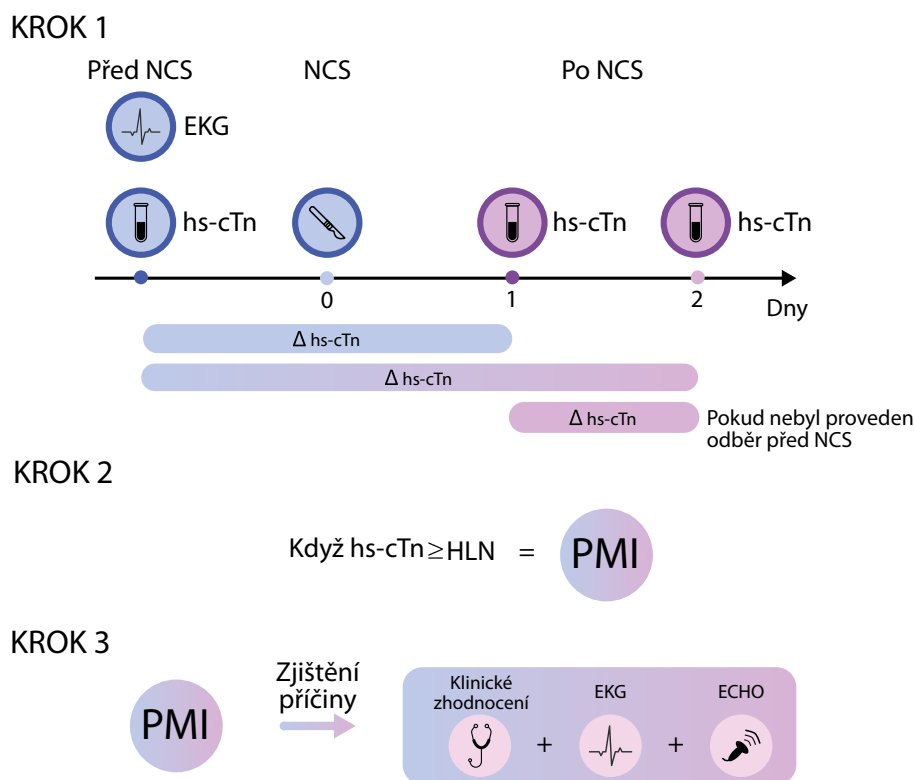 KROK 1
Před NCS
NCS
Po NCS
EKG
hs-cTn
hs-cTn
hs-cTn
0
1
2
Dny
Δ hs-cTn
Δ hs-cTn
Δ hs-cTn
Pokud nebyl proveden
odběr před NCS
KROK 2
Když hs-cTn ≥ HLN = PMI
KROK 3
PMI
Zjištění
příčiny
Klinické
zhodnocení
EKG
ECHO
+
+